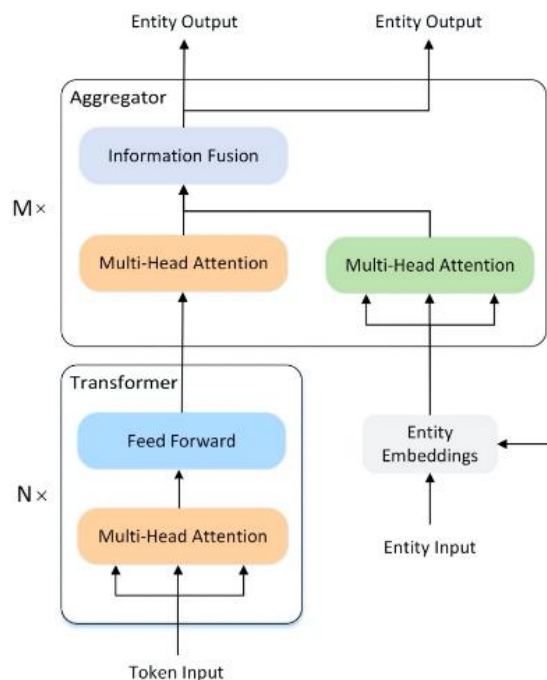 Entity Output
Entity Output
Aggregator
Information Fusion
M×
Multi-Head Attention
Multi-Head Attention
Transformer
Feed Forward
Entity
Embeddings
N×
Multi-Head Attention
Entity Input
Token Input